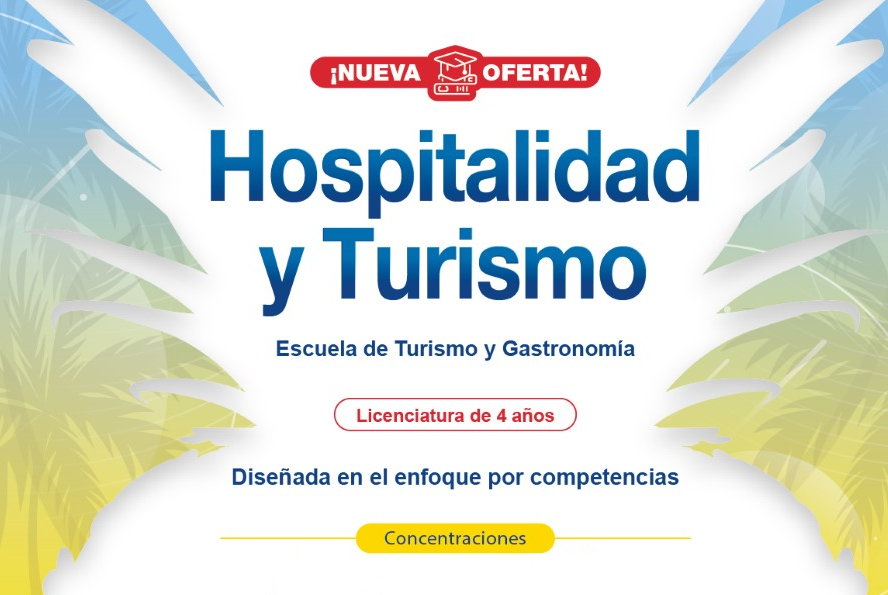 ¡NUEVA OFERTA!
Hospitalidad
y Turismo
Escuela de Turismo y Gastronomía
Licenciatura de 4 años
Diseñada en el enfoque por competencias
Concentraciones